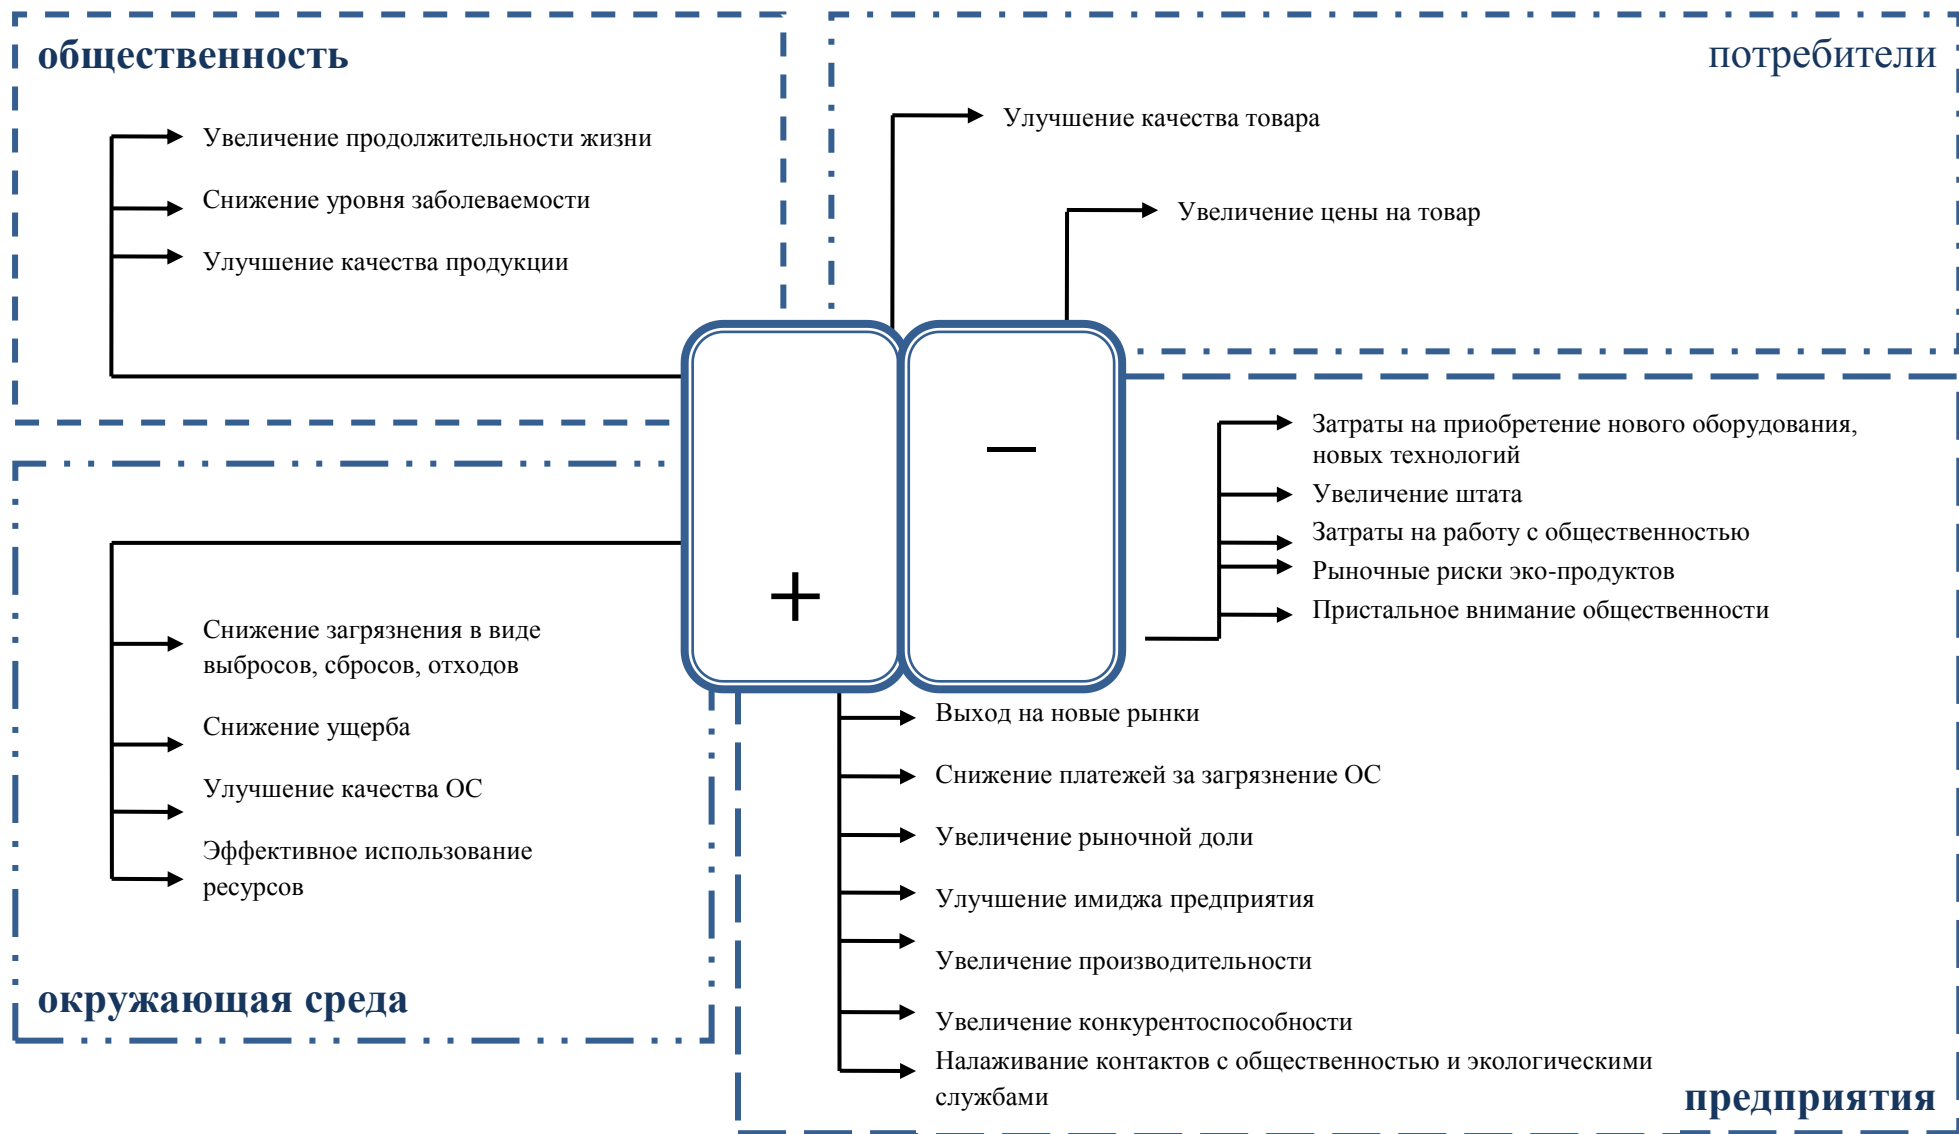 общественность
Увеличение продолжительности жизни
Снижение уровня заболеваемости
Улучшение качества продукции
потребители
Улучшение качества товара
Увеличение цены на товар
+
–
Затраты на приобретение нового оборудования,
новых технологий
Увеличение штата
Затраты на работу с общественностью
Рыночные риски эко-продуктов
Пристальное внимание общественности
Снижение загрязнения в виде
выбросов, сбросов, отходов
Снижение ущерба
Улучшение качества ОС
Эффективное использование
ресурсов
окружающая среда
Выход на новые рынки
Снижение платежей за загрязнение ОС
Увеличение рыночной доли
Улучшение имиджа предприятия
Увеличение производительности
Увеличение конкурентоспособности
Налаживание контактов с общественностью и экологическими
службами
предприятия